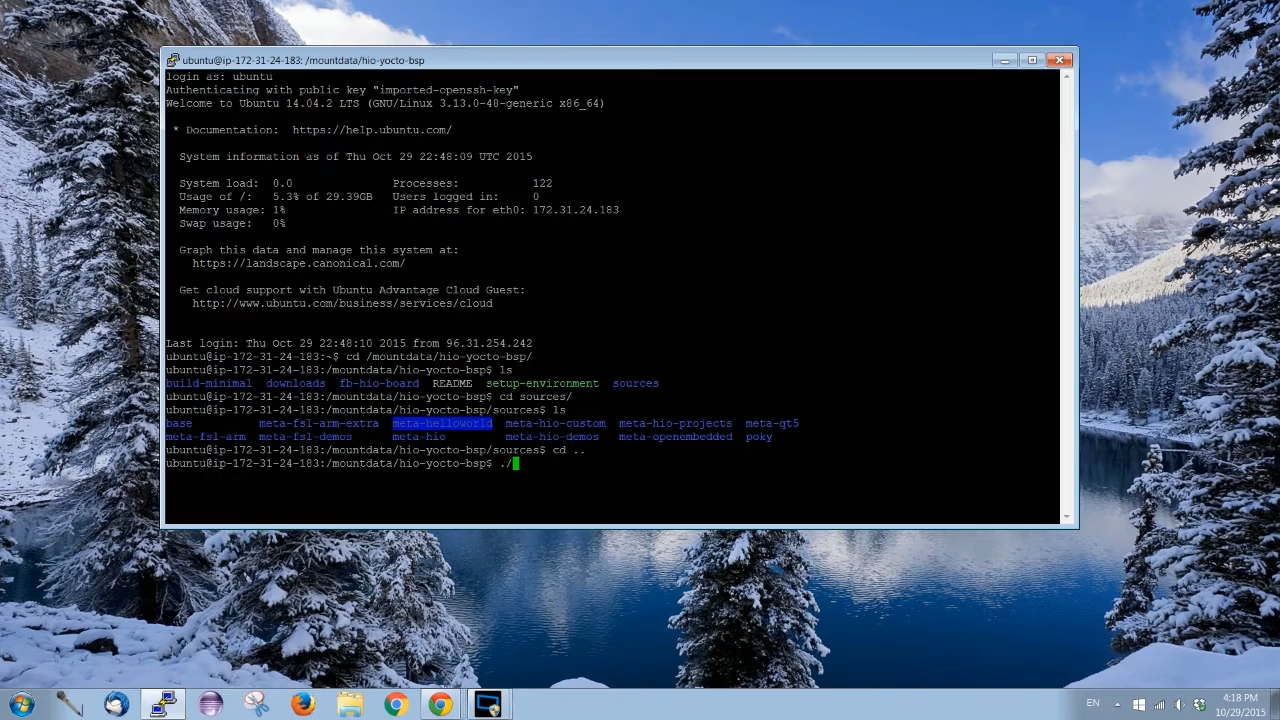 ubuntu@ip-172-31-24-183: /mountdata/hio-yocto-bsp
login as: ubuntu
Authenticating with public key "imported-openssh-key"
Welcome to Ubuntu 14.04.2 LTS (GNU/Linux 3.13.0-48-generic x86_64)
* Documentation:  https://help.ubuntu.com/
System information as of Thu Oct 29 22:48:09 UTC 2015
System load:  0.0               Processes:           122
Usage of /:   5.3% of 29.39GB   Users logged in:     0
Memory usage: 1%                IP address for eth0: 172.31.24.183
Swap usage:   0%
Graph this data and manage this system at:
https://landscape.canonical.com/
Get cloud support with Ubuntu Advantage Cloud Guest:
http://www.ubuntu.com/business/services/cloud
Last login: Thu Oct 29 22:48:10 2015 from 96.31.254.242
ubuntu@ip-172-31-24-183:~$ cd /mountdata/hio-yocto-bsp/
ubuntu@ip-172-31-24-183:/mountdata/hio-yocto-bsp$ ls
build-minimal  downloads  fb-hio-board  README  setup-environment  sources
ubuntu@ip-172-31-24-183:/mountdata/hio-yocto-bsp$ cd sources/
ubuntu@ip-172-31-24-183:/mountdata/hio-yocto-bsp/sources$ ls
base          meta-fsl-arm-extra  meta-helloworld  meta-hio-custom  meta-hio-projects  meta-qt5
meta-fsl-arm  meta-fsl-demos      meta-hio         meta-hio-demos   meta-openembedded  poky
ubuntu@ip-172-31-24-183:/mountdata/hio-yocto-bsp/sources$ cd ..
ubuntu@ip-172-31-24-183:/mountdata/hio-yocto-bsp$ ./
EN
4:18 PM
10/29/2015